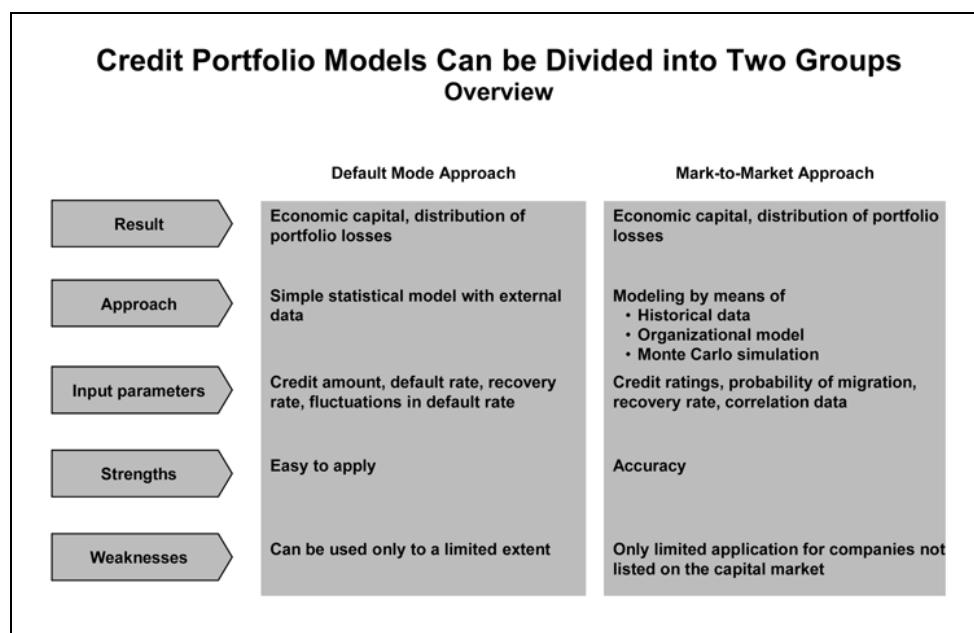 Credit Portfolio Models Can be Divided into Two Groups
Overview
Default Mode Approach
Mark-to-Market Approach
Result
Economic capital, distribution of
portfolio losses
Economic capital, distribution of portfolio
losses
Approach
Simple statistical model with external
data
Modeling by means of
• Historical data
• Organizational model
• Monte Carlo simulation
Input parameters
Credit amount, default rate, recovery
rate, fluctuations in default rate
Credit ratings, probability of migration,
recovery rate, correlation data
Strengths
Easy to apply
Accuracy
Weaknesses
Can be used only to a limited extent
Only limited application for companies not
listed on the capital market